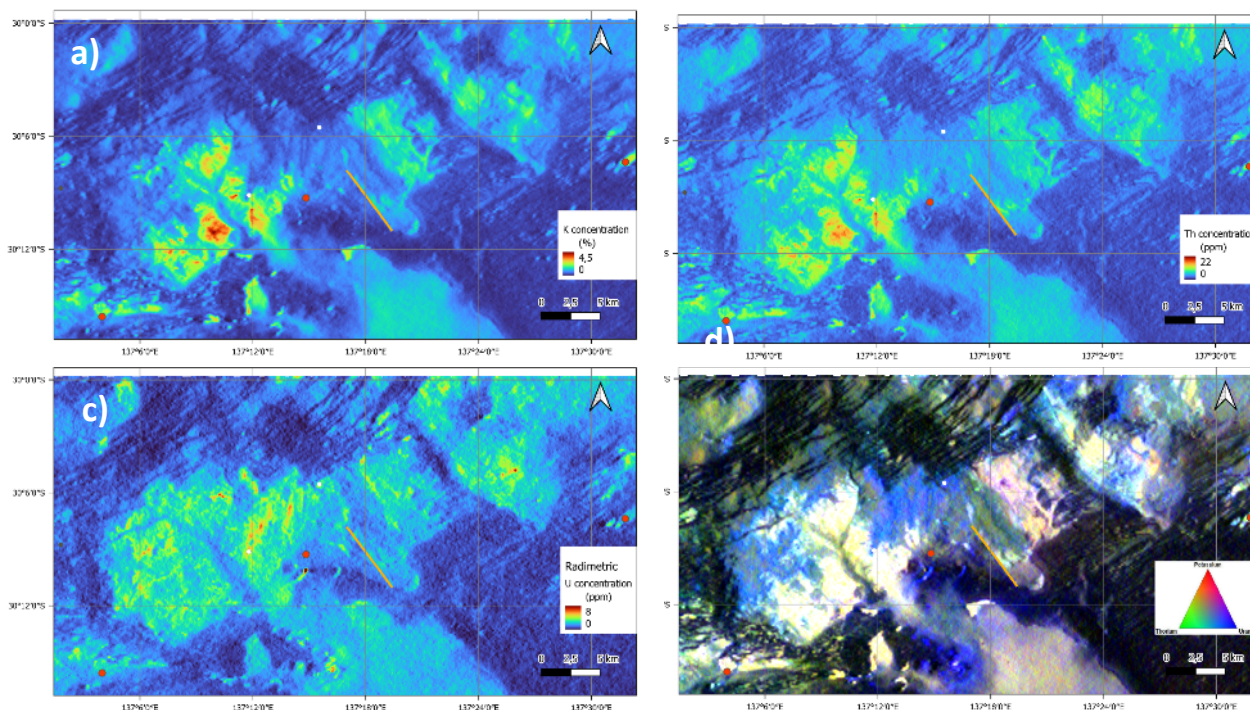 a)
30°0'0"S
30°6'0"S
30°12'0"S
K concentration
(%)
4,5
0
0 2,5 5 km
137°6'0"E 137°12'0"E 137°18'0"E 137°24'0"E 137°30'0"E
S
S
S
Th concentration
(ppm)
22
0
0 2,5 5 km
d)
137°6'0"E 137°12'0"E 137°18'0"E 137°24'0"E 137°30'0"E
c)
30°0'0"S
30°6'0"S
30°12'0"S
Radimetric
U concentration
(ppm)
8
0
0 2,5 5 km
137°6'0"E 137°12'0"E 137°18'0"E 137°24'0"E 137°30'0"E
S
S
S
Potassium
Thorium
0 2,5 5 km
137°6'0"E 137°12'0"E 137°18'0"E 137°24'0"E 137°30'0"E